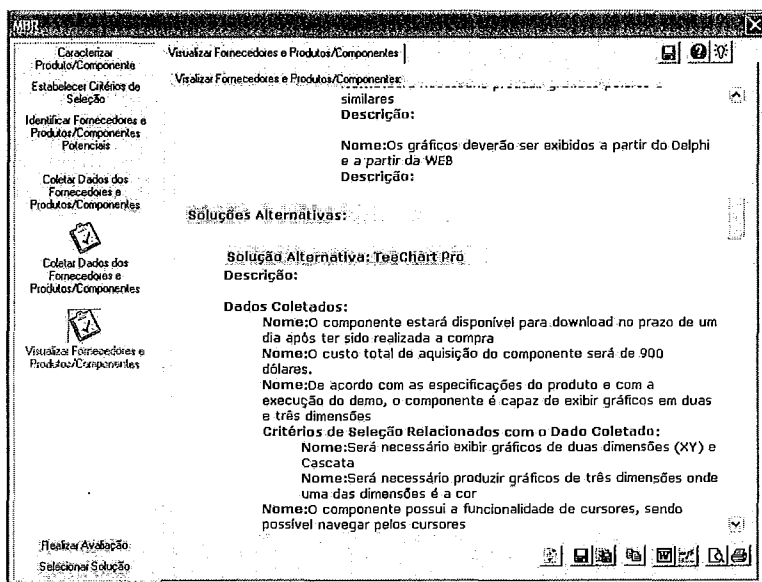 MBR
Caracterizar
Produto/Componente
Estabelecer Critérios de
Seleção
Identificar Fornecedores e
Produtos/Componentes
Potenciais
Coletar Dados dos
Fornecedores e
Produtos/Componentes
Coletar Dados dos
Fornecedores e
Produtos/Componentes
Visualizar Fornecedores e
Produtos/Componentes
Realizar Avaliação
Selecionar Solução
Visualizar Fornecedores e Produtos/Componentes
Visalizar Fornecedores e Produtos/Componentes:
similares
Descrição:
Nome:Os gráficos deverão ser exibidos a partir do Delphi
e a partir da WEB
Descrição:
Soluções Alternativas:
Solução Alternativa: TeeChart Pro
Descrição:
Dados Coletados:
Nome:O componente estará disponível para download no prazo de um
dia após ter sido realizada a compra
Nome:O custo total de aquisição do componente será de 900
dólares.
Nome:De acordo com as especificações do produto e com a
execução do demo, o componente é capaz de exibir gráficos em duas
e três dimensões
Critérios de Seleção Relacionados com o Dado Coletado:
Nome:Será necessário exibir gráficos de duas dimensões (XY) e
Cascata
Nome:Será necessário produzir gráficos de três dimensões onde
uma das dimensões é a cor
Nome:O componente possui a funcionalidade de cursores, sendo
possível navegar pelos cursores